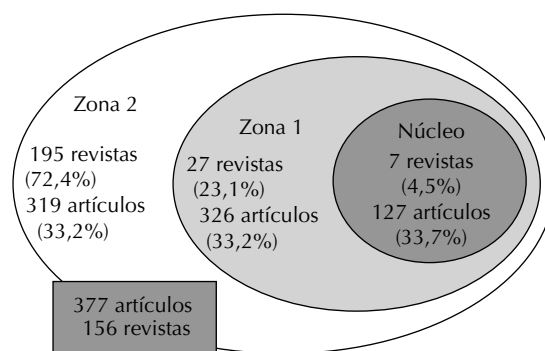 Zona 2
195 revistas
(72,4%)
319 artículos
(33,2%)
Zona 1
27 revistas
(23,1%)
326 artículos
(33,2%)
Núcleo
7 revistas
(4,5%)
127 artículos
(33,7%)
377 artículos
156 revistas